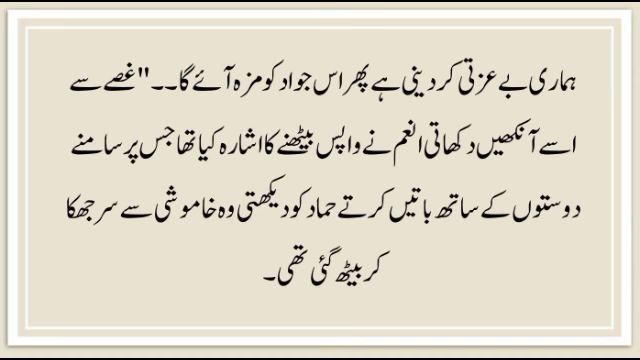 ہماری بے عزتی کر دینی ہے پھر اس جواد کو مزہ آئے گا۔۔" غصے سے
اسے آنکھیں دکھاتی انعم نے واپس بیٹھنے کا اشارہ کیا تھا جس پر سامنے
دوستوں کے ساتھ باتیں کرتے حماد کو دیکھتی وہ خاموشی سے سر جھکا
کر بیٹھ گئی تھی۔